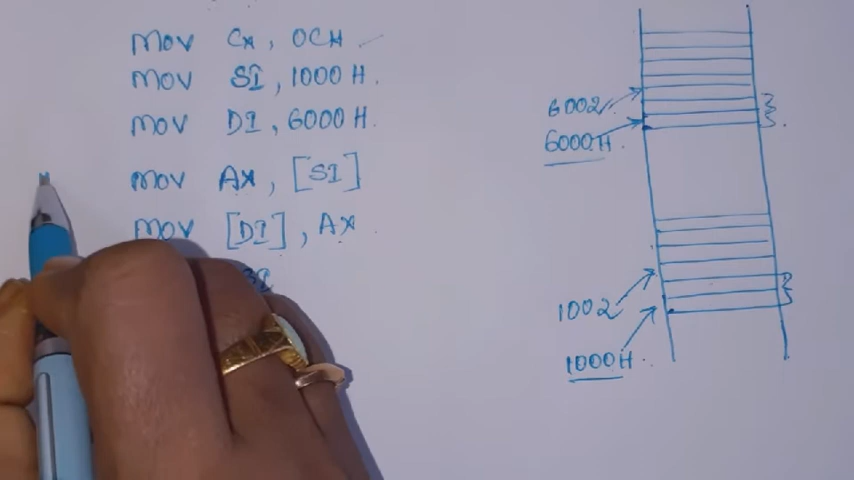 MOV CX, 0CH
MOV SI, 1000 H.
MOV DI, 6000 H.
MOV AX, [SI]
MOV [DI], AX
SI
6002
6000H.
1002
1000H.